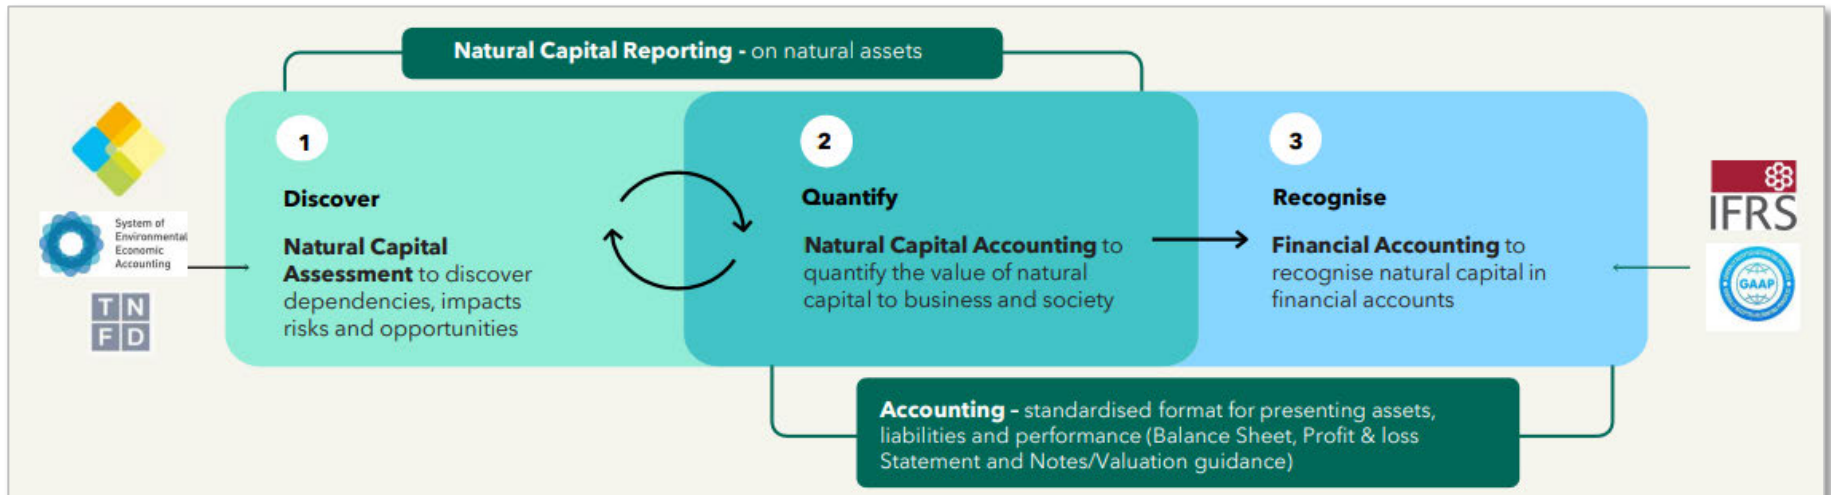 Natural Capital Reporting - on natural assets
1
Discover
Natural Capital
Assessment to discover
dependencies, impacts
risks and opportunities
2
Quantify
Natural Capital Accounting to
quantify the value of natural
capital to business and society
3
Recognise
Financial Accounting to
recognise natural capital in
financial accounts
System of
Environmental
Economic
Accounting
T N
F D
IFRS
GAAP
Accounting – standardised format for presenting assets,
liabilities and performance (Balance Sheet, Profit & loss
Statement and Notes/Valuation guidance)